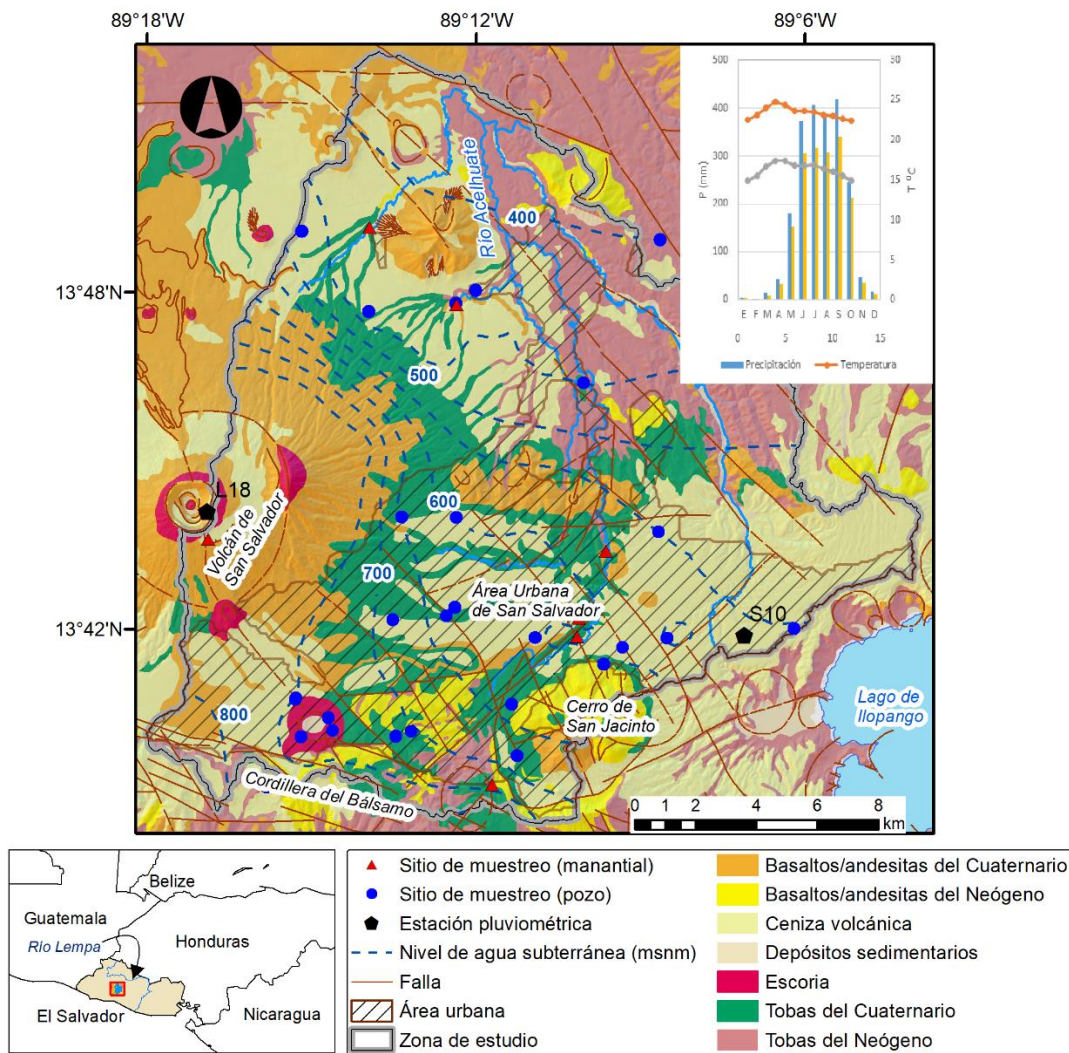 89°18'W
89°12'W
89°6'W
13°48'N
13°42'N
Río Acelhuate
400
500
600
700
800
L18
Volcán de
San Salvador
Área Urbana
de San Salvador
S10
Cerro de
San Jacinto
Lago de
Ilopango
Cordillera del Bálsamo
0 1 2 4 6 8
km
500
400
300
200
100
0
P (mm)
30
25
20
15
10
5
0
T °C
E F M A M J J A S O N D
0 5 10 15
Precipitación
Temperatura
Belize
Guatemala
Río Lempa
Honduras
El Salvador
Nicaragua
Sitio de muestreo (manantial)
Sitio de muestreo (pozo)
Estación pluviométrica
Nivel de agua subterránea (msnm)
Falla
Área urbana
Zona de estudio
Basaltos/andesitas del Cuaternario
Basaltos/andesitas del Neógeno
Ceniza volcánica
Depósitos sedimentarios
Escoria
Tobas del Cuaternario
Tobas del Neógeno